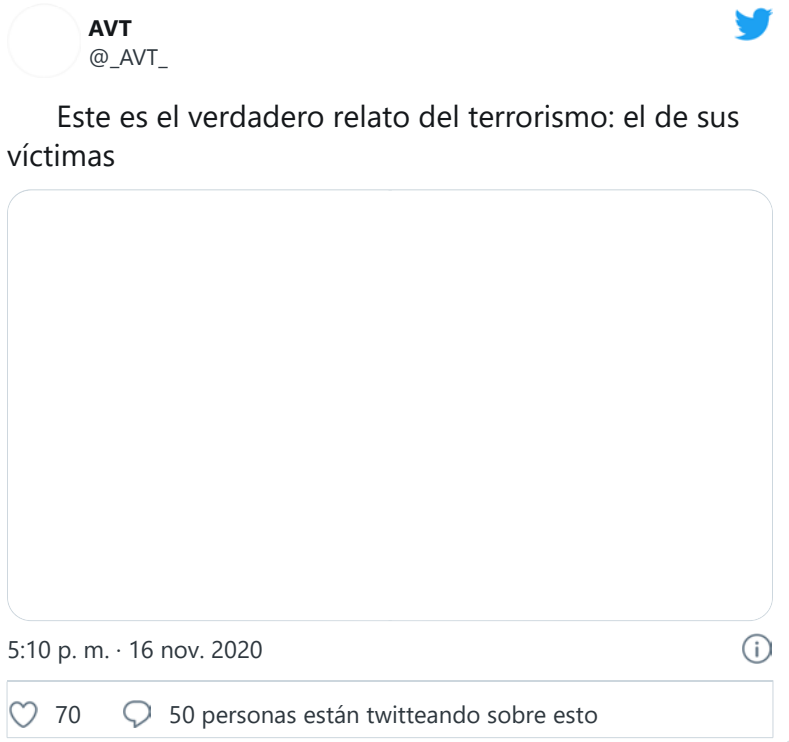 AVT
@_AVT_
Este es el verdadero relato del terrorismo: el de sus
víctimas
5:10 p. m. · 16 nov. 2020
70 50 personas están twitteando sobre esto